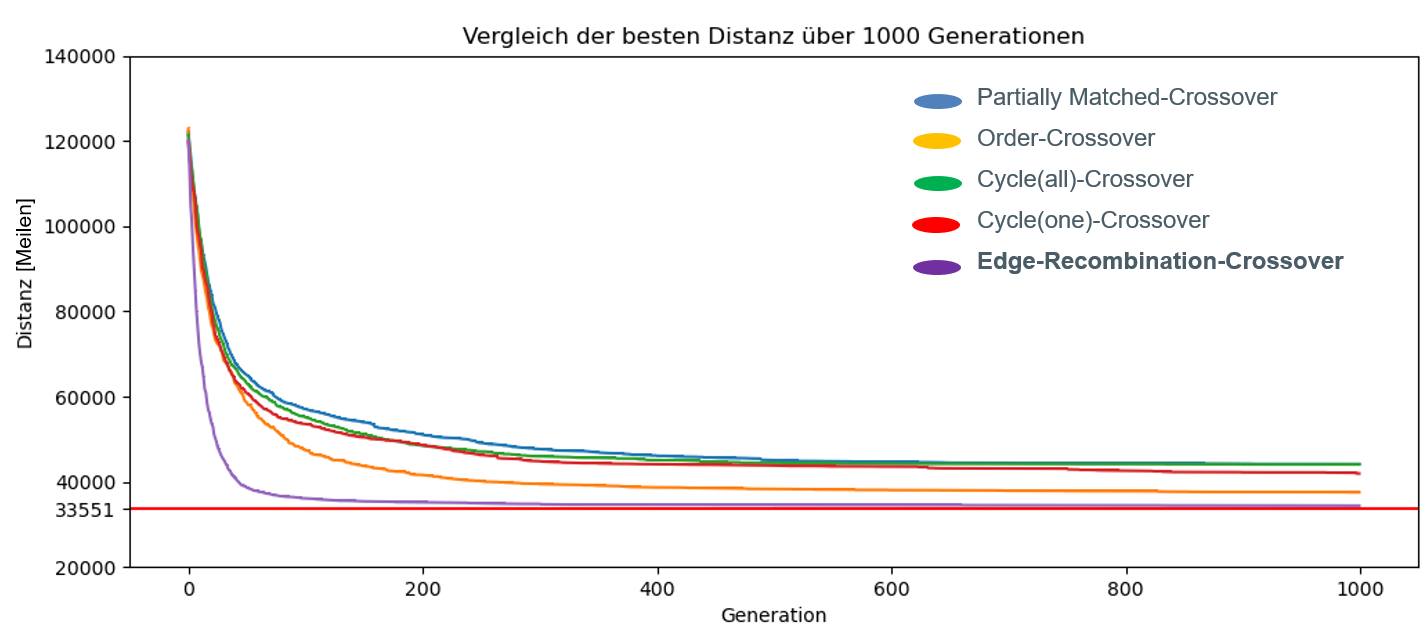 Vergleich der besten Distanz über 1000 Generationen
140000
120000
100000
80000
60000
40000
33551
20000
Distanz [Meilen]
Partially Matched-Crossover
Order-Crossover
Cycle(all)-Crossover
Cycle(one)-Crossover
Edge-Recombination-Crossover
0 200 400 600 800 1000
Generation